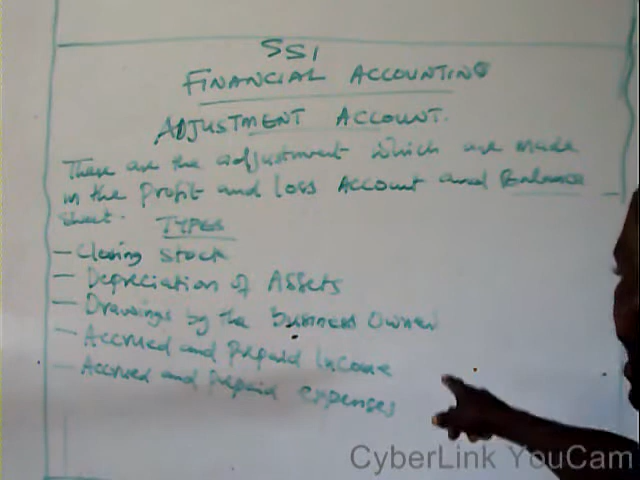 SS1
FINANCIAL ACCOUNTING
ADJUSTMENT ACCOUNT.
These are the adjustment which are made
in the Profit and loss Account and Balance
sheet.
TYPES
- Closing stock
- Depreciation of Assets
- Drawings by the business owner
- Accrued and prepaid Income
- Accrued and prepaid expenses
CyberLink YouCam